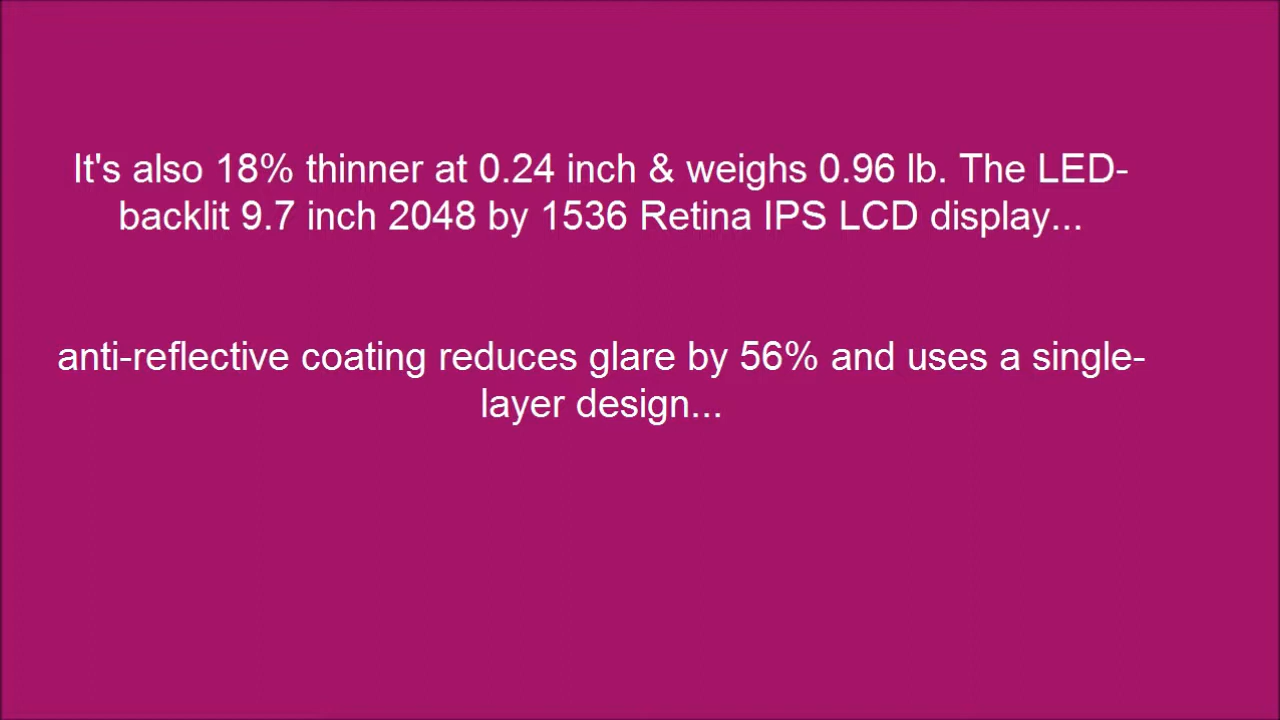 It's also 18% thinner at 0.24 inch & weighs 0.96 lb. The LED-
backlit 9.7 inch 2048 by 1536 Retina IPS LCD display...
anti-reflective coating reduces glare by 56% and uses a single-
layer design...